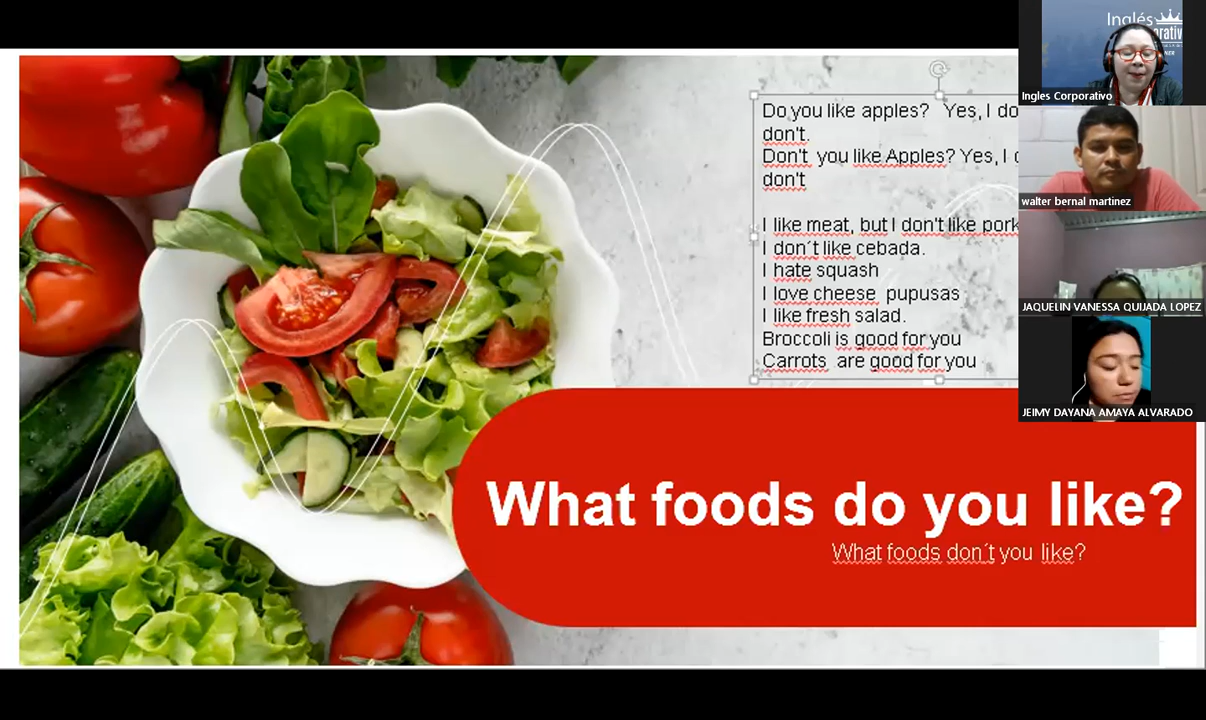 Inglés
Ingles Corporativo
walter bernal martinez
JAQUELIN VANESSA QUIJADA LOPEZ
JEIMY DAYANA AMAYA ALVARADO
Do you like apples? Yes, I do
don't.
Don't you like Apples? Yes, I
don't
I like meat, but I don't like pork
I don´t like cebada.
I hate squash
I love cheese pupusas
I like fresh salad.
Broccoli is good for you
Carrots are good for you
What foods do you like?
What foods don´t you like?